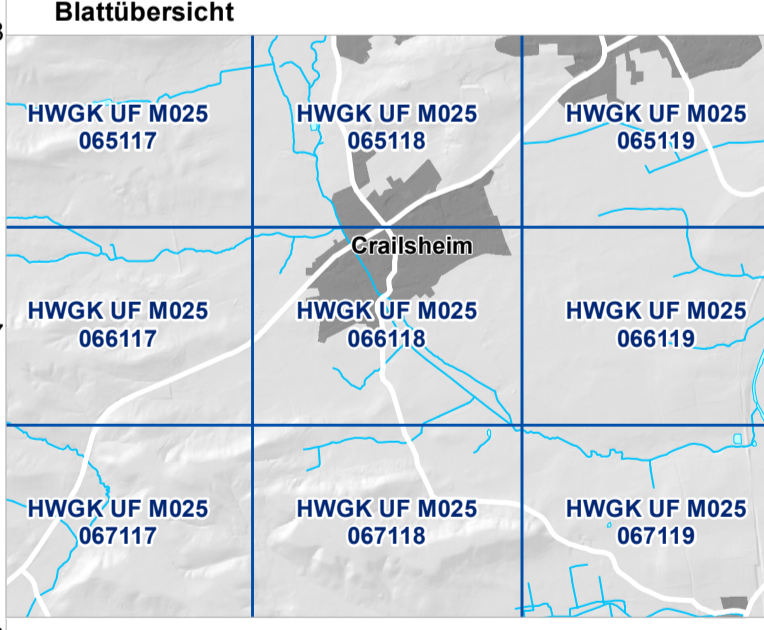 Blattübersicht
HWGK UF M025
065117
HWGK UF M025
065118
HWGK UF M025
065119
Crailsheim
HWGK UF M025
066117
HWGK UF M025
066118
HWGK UF M025
066119
HWGK UF M025
067117
HWGK UF M025
067118
HWGK UF M025
067119